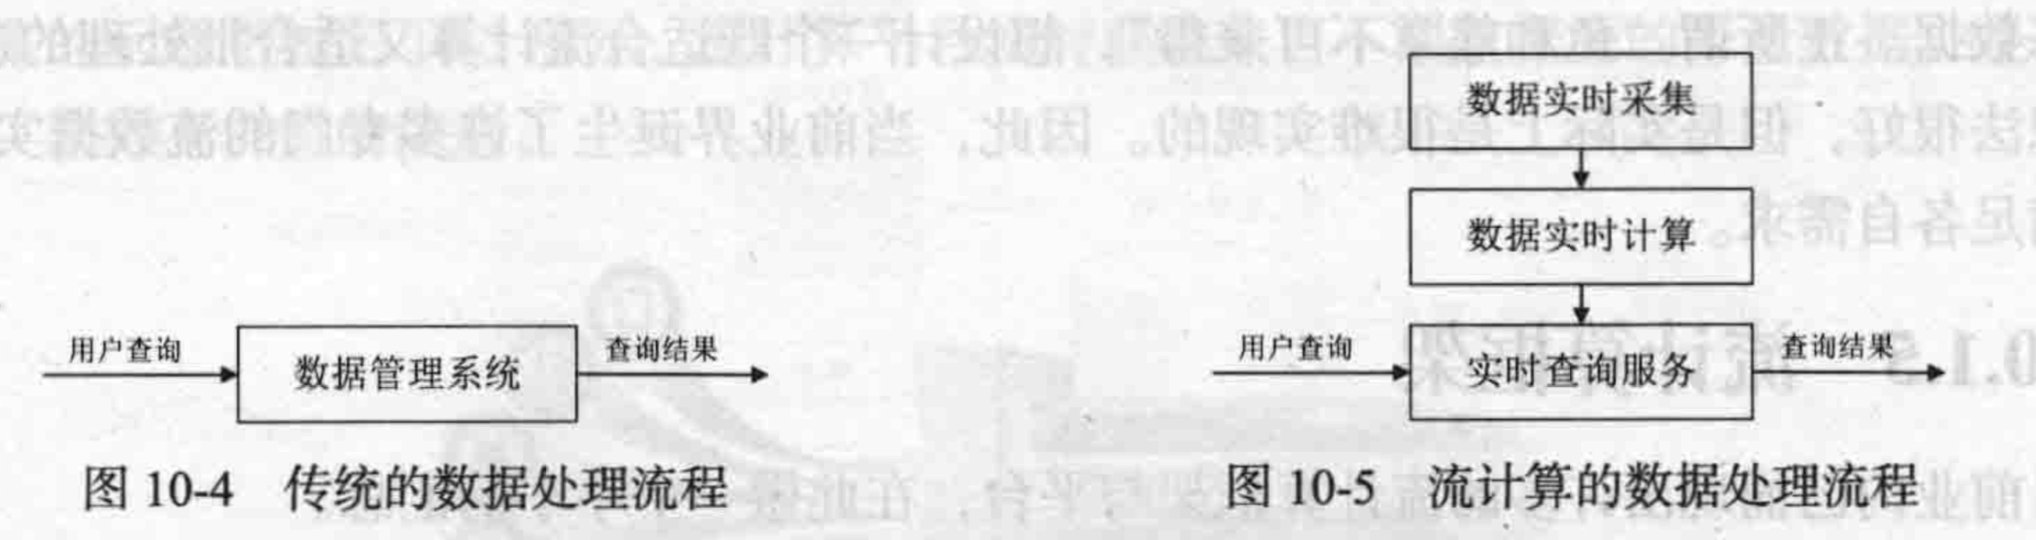 数据实时采集
数据实时计算
用户查询
数据管理系统
查询结果
用户查询
实时查询服务
查询结果
图 10-4 传统的数据处理流程
图 10-5 流计算的数据处理流程